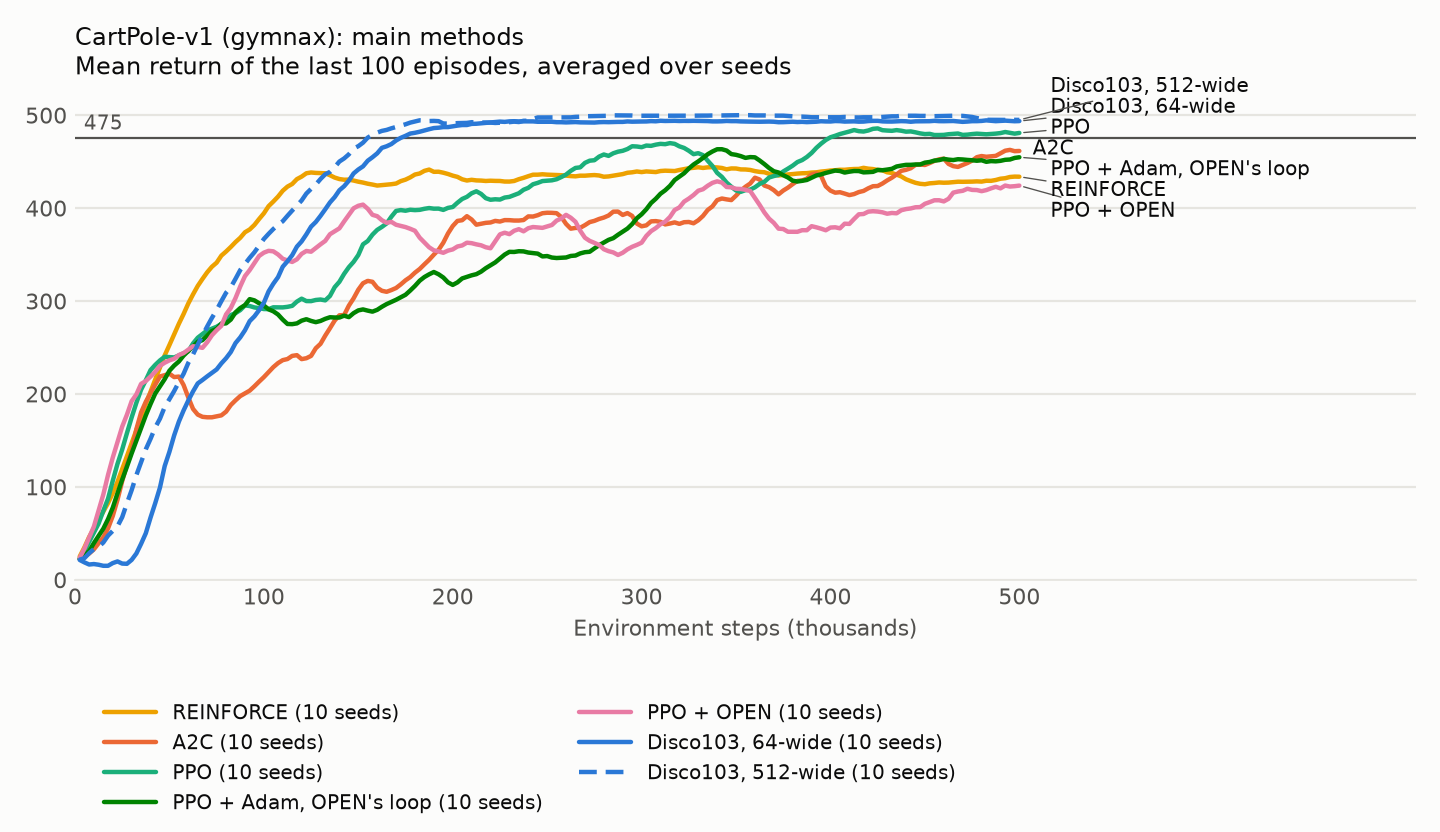 CartPole-v1 (gymnax): main methods
Mean return of the last 100 episodes, averaged over seeds
Disco103, 512-wide
Disco103, 64-wide
PPO
A2C
PPO + Adam, OPEN's loop
REINFORCE
PPO + OPEN
500
475
400
300
200
100
0
0 100 200 300 400 500
Environment steps (thousands)
REINFORCE (10 seeds)
A2C (10 seeds)
PPO (10 seeds)
PPO + Adam, OPEN's loop (10 seeds)
PPO + OPEN (10 seeds)
Disco103, 64-wide (10 seeds)
Disco103, 512-wide (10 seeds)